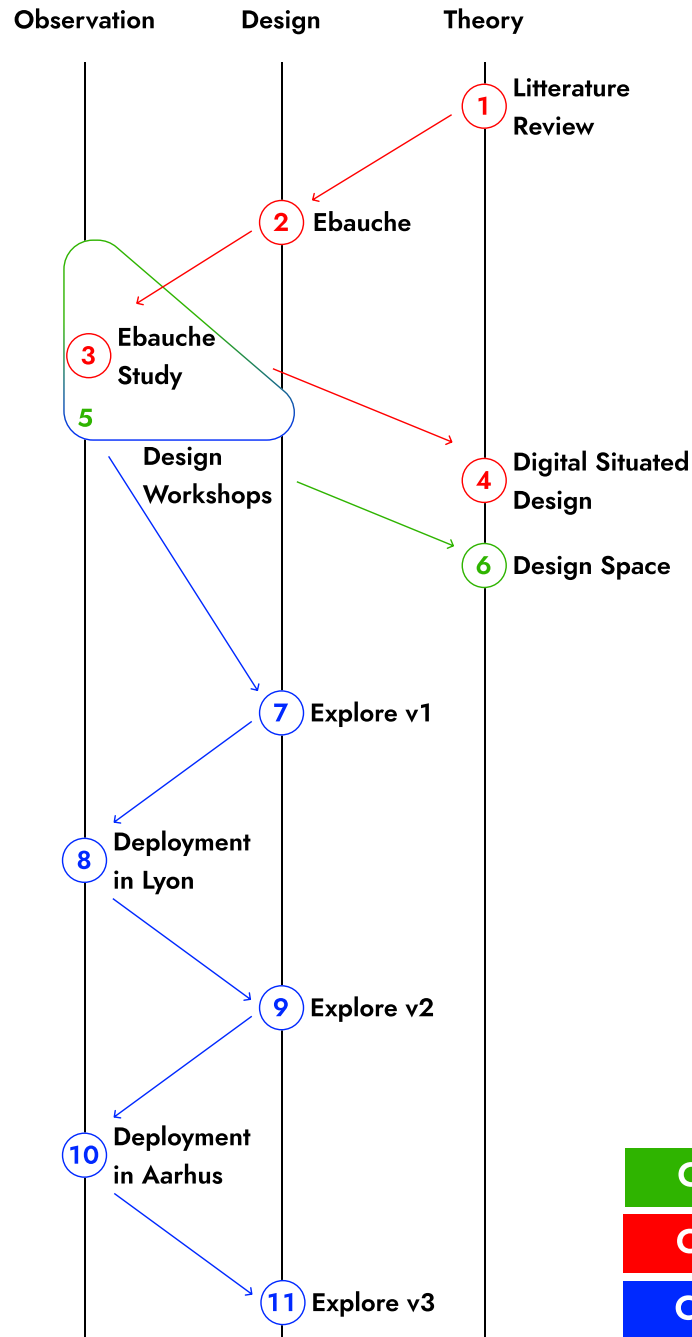 Observation Design Theory
1 Litterature
Review
2 Ebauche
3 Ebauche
Study
5
Design
Workshops
4 Digital Situated
Design
6 Design Space
7 Explore v1
8 Deployment
in Lyon
9 Explore v2
10 Deployment
in Aarhus
11 Explore v3